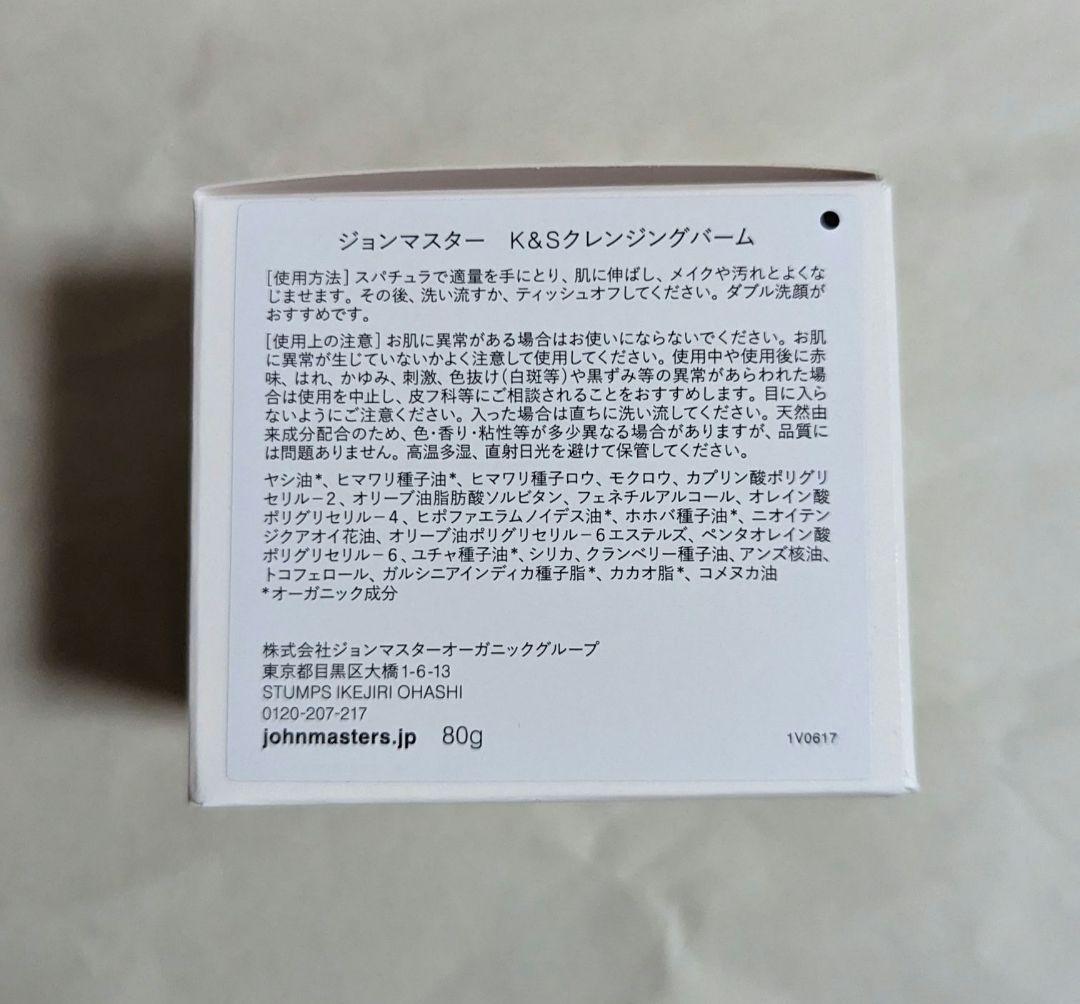 ジョンマスター　K&Sクレンジングバーム
[使用方法] スパチュラで適量を手にとり、肌に伸ばし、メイクや汚れとよくな
じませます。その後、洗い流すか、ティッシュオフしてください。ダブル洗顔が
おすすめです。
[使用上の注意] お肌に異常がある場合はお使いにならないでください。お肌
に異常が生じていないかよく注意して使用してください。使用中や使用後に赤
味、はれ、かゆみ、刺激、色抜け(白斑等)や黒ずみ等の異常があらわれた場
合は使用を中止し、皮フ科等にご相談されることをおすすめします。目に入ら
ないようにご注意ください。入った場合は直ちに洗い流してください。天然由
来成分配合のため、色・香り・粘性等が多少異なる場合がありますが、品質に
は問題ありません。高温多湿、直射日光を避けて保管してください。
ヤシ油*、ヒマワリ種子油*、ヒマワリ種子ロウ、モクロウ、カプリン酸ポリグリ
セリル－2、オリーブ油脂肪酸ソルビタン、フェネチルアルコール、オレイン酸
ポリグリセリル－4、ヒポファエラムノイデス油*、ホホバ種子油*、ニオイテン
ジクアオイ花油、オリーブ油ポリグリセリル－6エステルズ、ペンタオレイン酸
ポリグリセリル－6、ユチャ種子油*、シリカ、クランベリー種子油、アンズ核油、
トコフェロール、ガルシニアインディカ種子脂*、カカオ脂*、コメヌカ油
*オーガニック成分
株式会社ジョンマスターオーガニックグループ
東京都目黒区大橋1-6-13
STUMPS IKEJIRI OHASHI
0120-207-217
johnmasters.jp　80g
1V0617